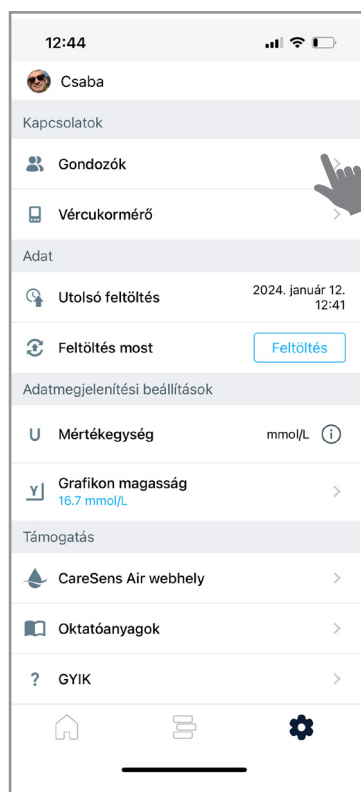 12:44
Csaba
Kapcsolatok
Gondozók
Vércukormérő
Adat
Utolsó feltöltés
2024. január 12.
12:41
Feltöltés most
Feltöltés
Adatmegjelenítési beállítások
U Mértékegység
mmol/L
Y Grafikon magasság
16.7 mmol/L
Támogatás
CareSens Air webhely
Oktatóanyagok
? GYIK